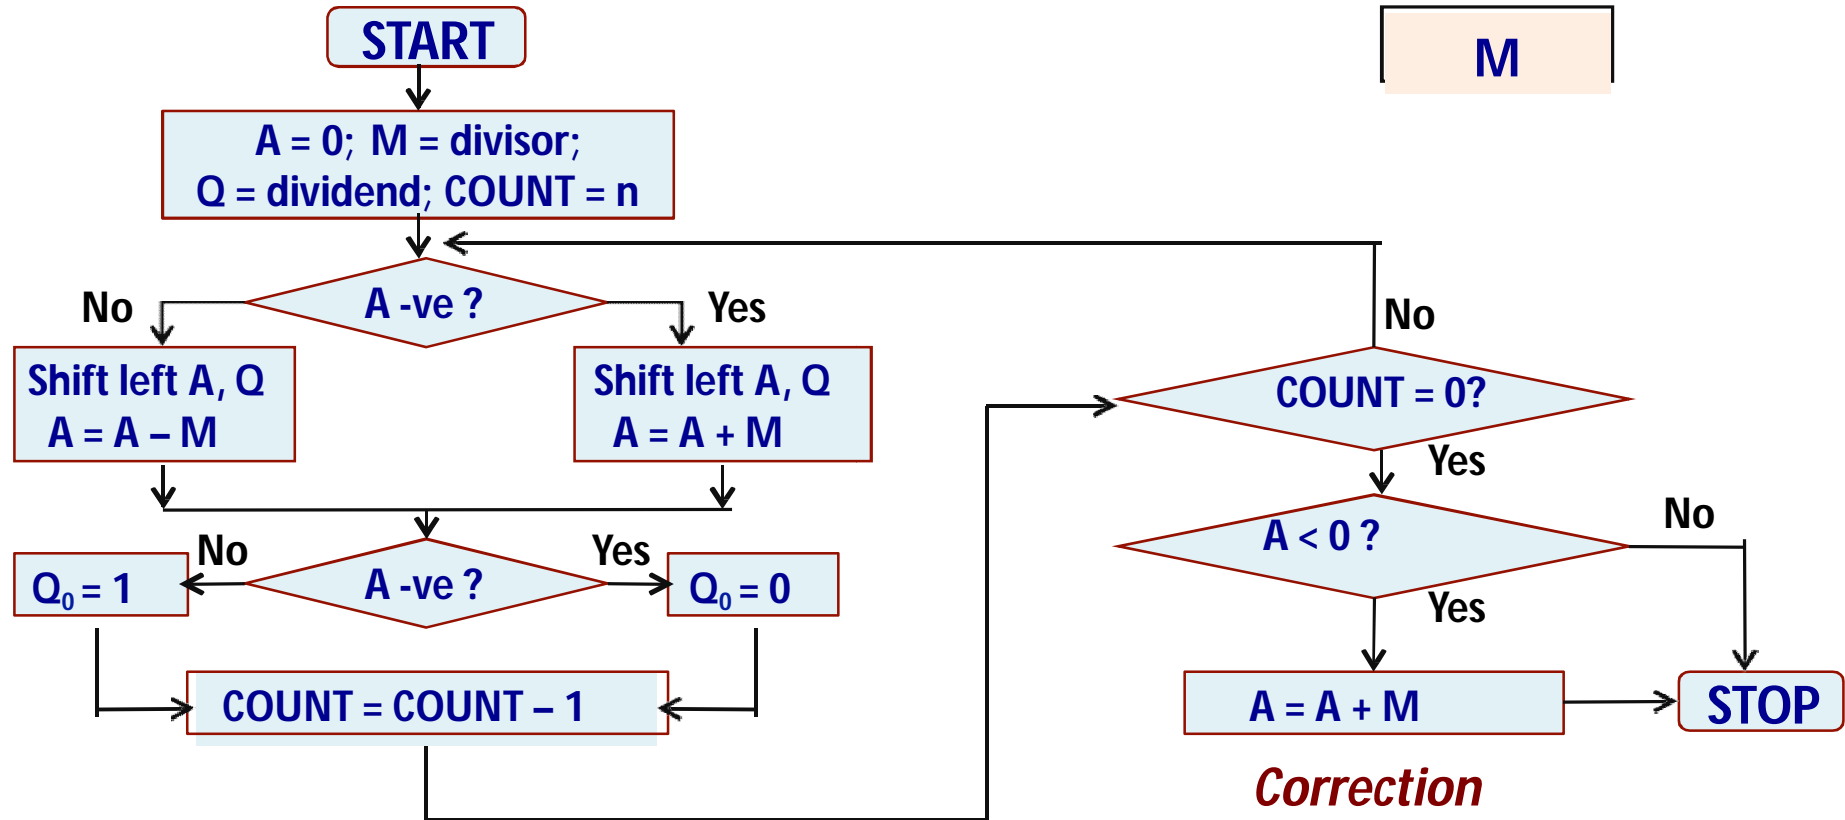 START
M
A = 0; M = divisor;
Q = dividend; COUNT = n
A -ve ?
No
Yes
Shift left A, Q
A = A – M
Shift left A, Q
A = A + M
A -ve ?
No
Yes
Q₀ = 1
Q₀ = 0
COUNT = COUNT – 1
No
COUNT = 0?
Yes
A < 0 ?
No
Yes
A = A + M
STOP
Correction